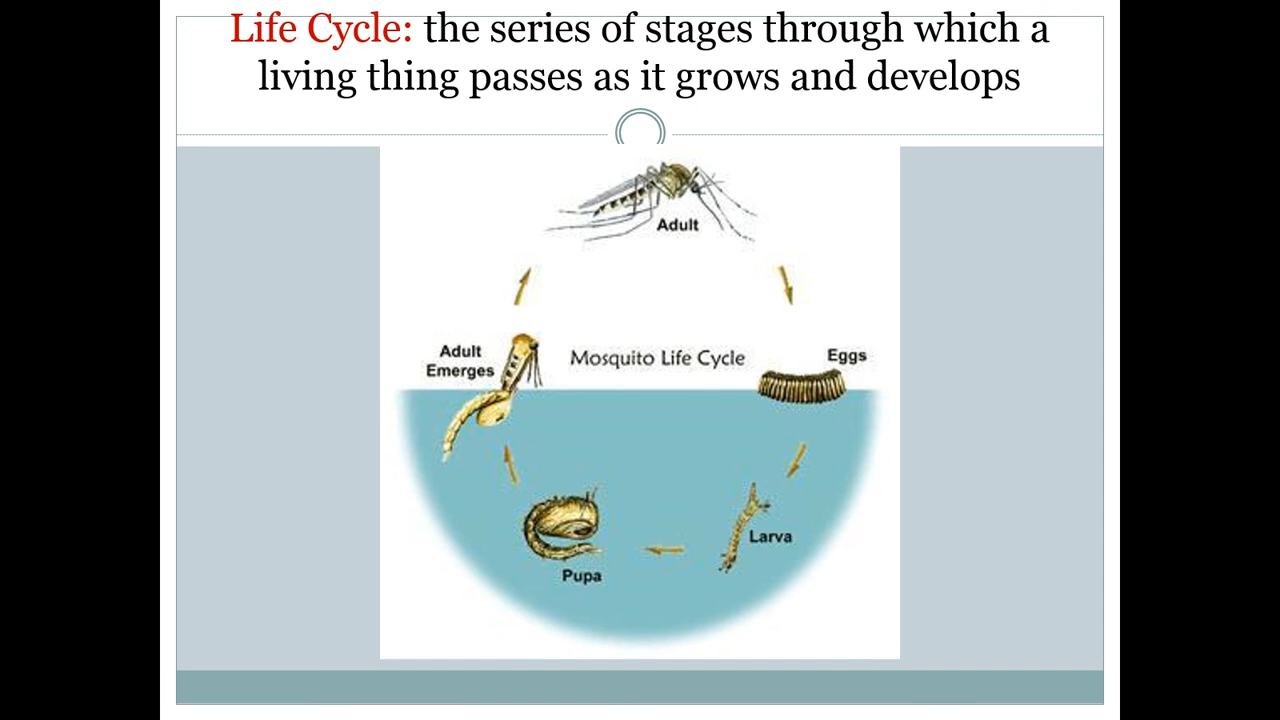 Life Cycle: the series of stages through which a
living thing passes as it grows and develops
Adult
Adult
Emerges
Mosquito Life Cycle
Eggs
Larva
Pupa